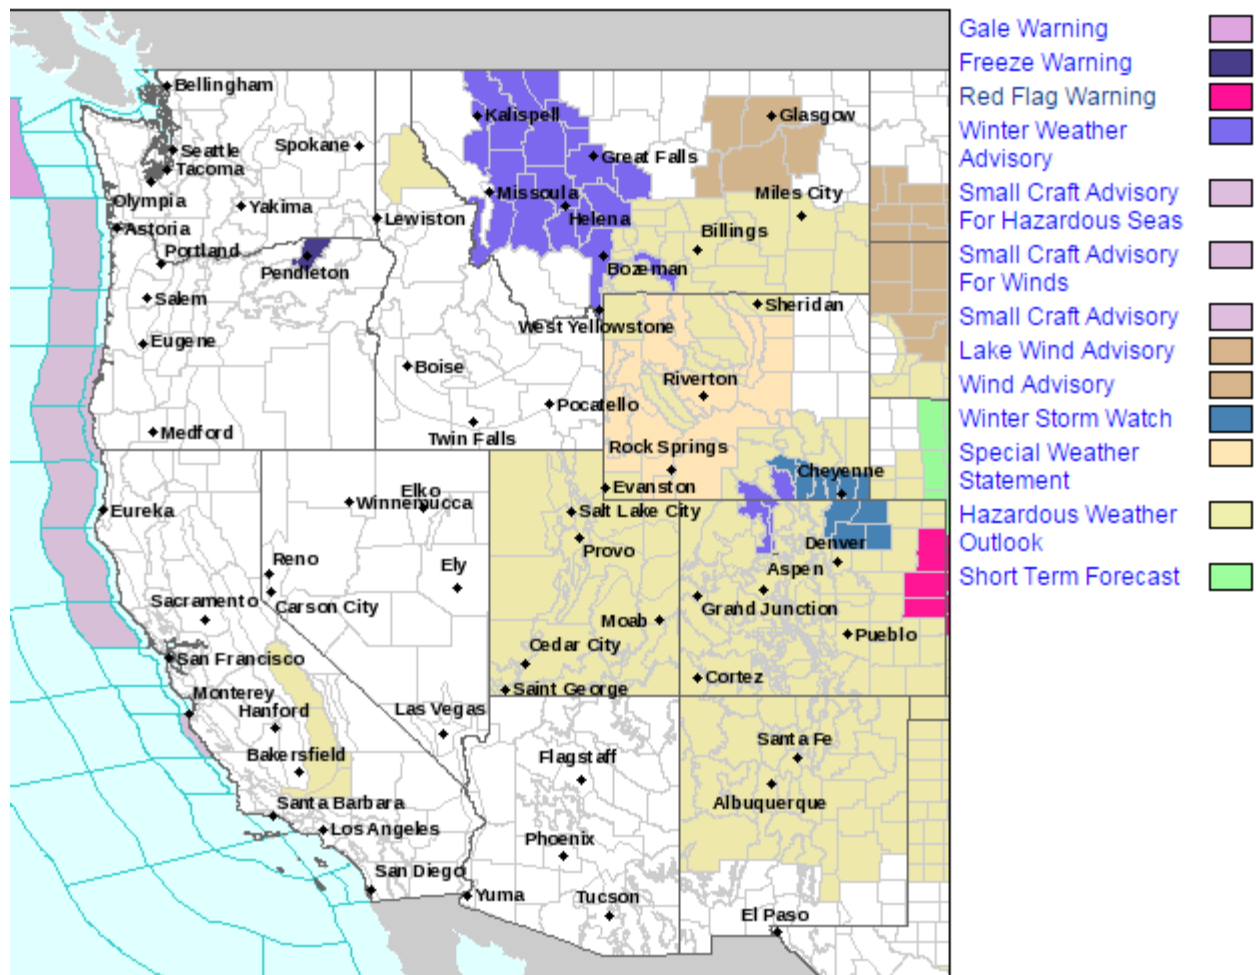 Gale Warning
Freeze Warning
Red Flag Warning
Winter Weather
Advisory
Small Craft Advisory
For Hazardous Seas
Small Craft Advisory
For Winds
Small Craft Advisory
Lake Wind Advisory
Wind Advisory
Winter Storm Watch
Special Weather
Statement
Hazardous Weather
Outlook
Short Term Forecast
Bellingham
Kalispell
Glasgow
Seattle
Spokane
Great Falls
Tacoma
Missoula
Miles City
Olympia
Yakima
Lewiston
Helena
Astoria
Billings
Portland
Pendleton
Bozeman
Salem
Sheridan
West Yellowstone
Eugene
Boise
Riverton
Pocatello
Medford
Twin Falls
Rock Springs
Cheyenne
Evanston
Elko
Winnemucca
Eureka
Salt Lake City
Provo
Denver
Reno
Ely
Aspen
Sacramento
Carson City
Grand Junction
Moab
Pueblo
Cedar City
San Francisco
Cortez
Saint George
Monterey
Hanford
Las Vegas
Santa Fe
Bakersfield
Flagstaff
Albuquerque
Santa Barbara
Los Angeles
Phoenix
San Diego
Yuma
Tucson
El Paso